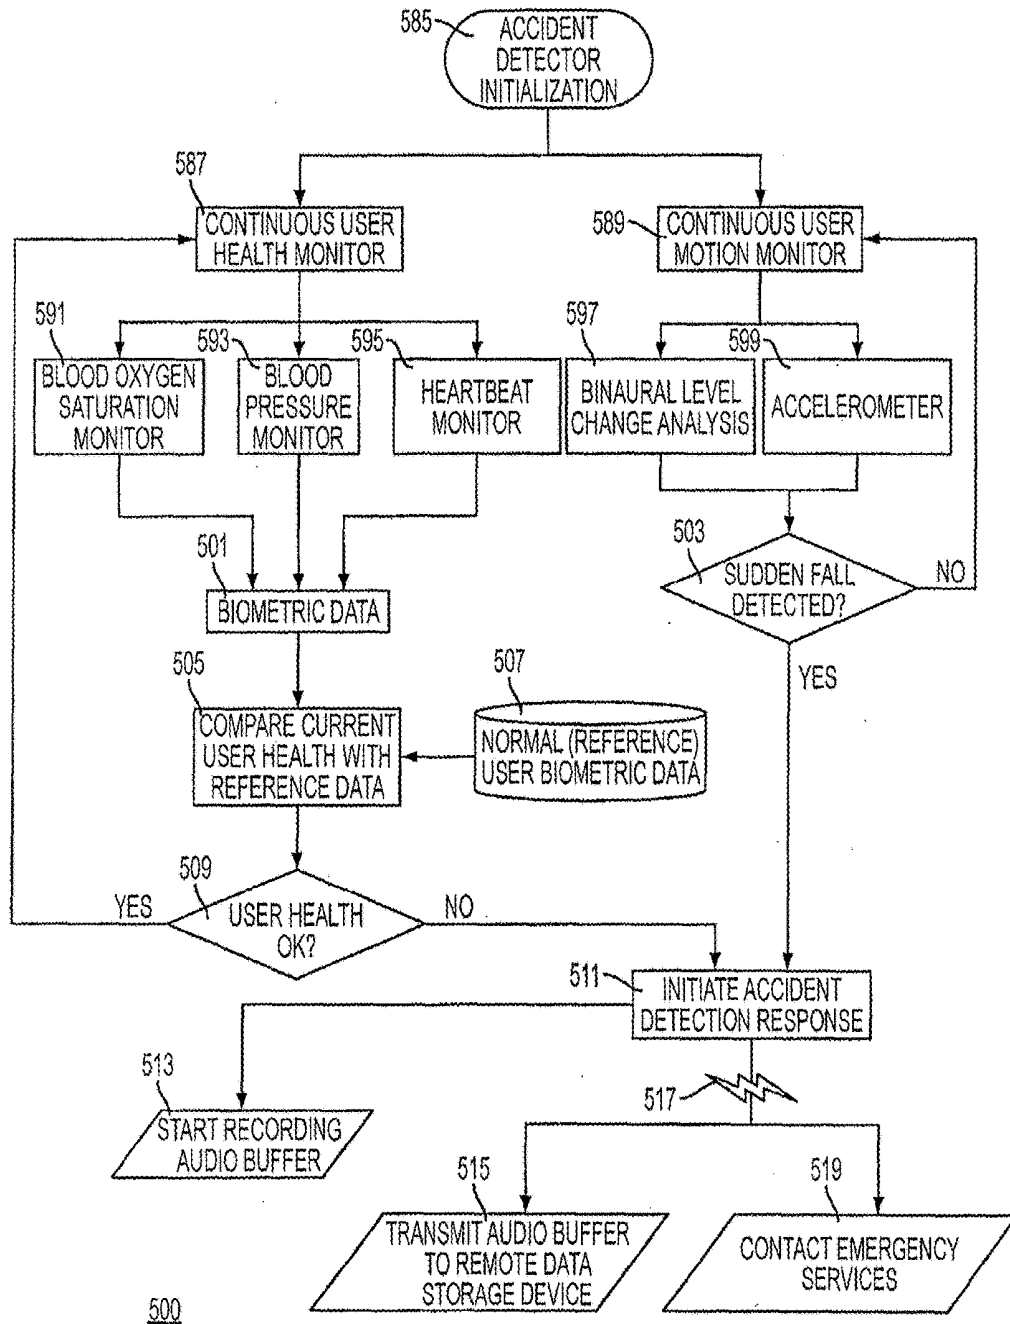 585
ACCIDENT
DETECTOR
INITIALIZATION
587
CONTINUOUS USER
HEALTH MONITOR
589
CONTINUOUS USER
MOTION MONITOR
591
BLOOD OXYGEN
SATURATION
MONITOR
593
BLOOD
PRESSURE
MONITOR
595
HEARTBEAT
MONITOR
597
BINAURAL LEVEL
CHANGE ANALYSIS
599
ACCELEROMETER
501
BIOMETRIC DATA
503
SUDDEN FALL
DETECTED?
NO
YES
505
COMPARE CURRENT
USER HEALTH WITH
REFERENCE DATA
507
NORMAL (REFERENCE)
USER BIOMETRIC DATA
509
YES
USER HEALTH
OK?
NO
511
INITIATE ACCIDENT
DETECTION RESPONSE
513
START RECORDING
AUDIO BUFFER
517
515
TRANSMIT AUDIO BUFFER
TO REMOTE DATA
STORAGE DEVICE
519
CONTACT EMERGENCY
SERVICES
500